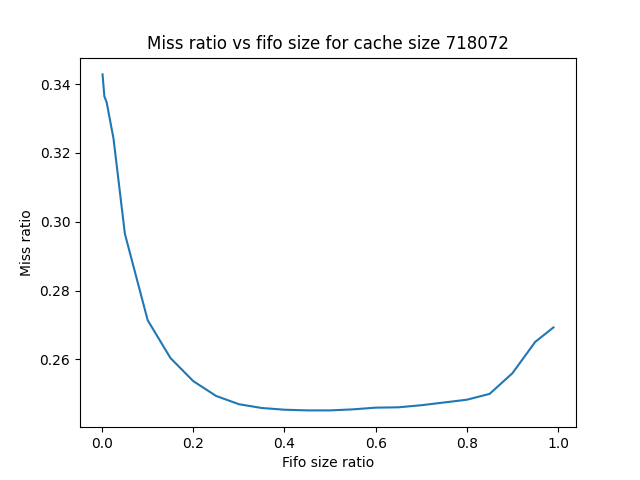 Miss ratio vs fifo size for cache size 718072
0.34
0.32
0.30
0.28
0.26
Miss ratio
0.0 0.2 0.4 0.6 0.8 1.0
Fifo size ratio